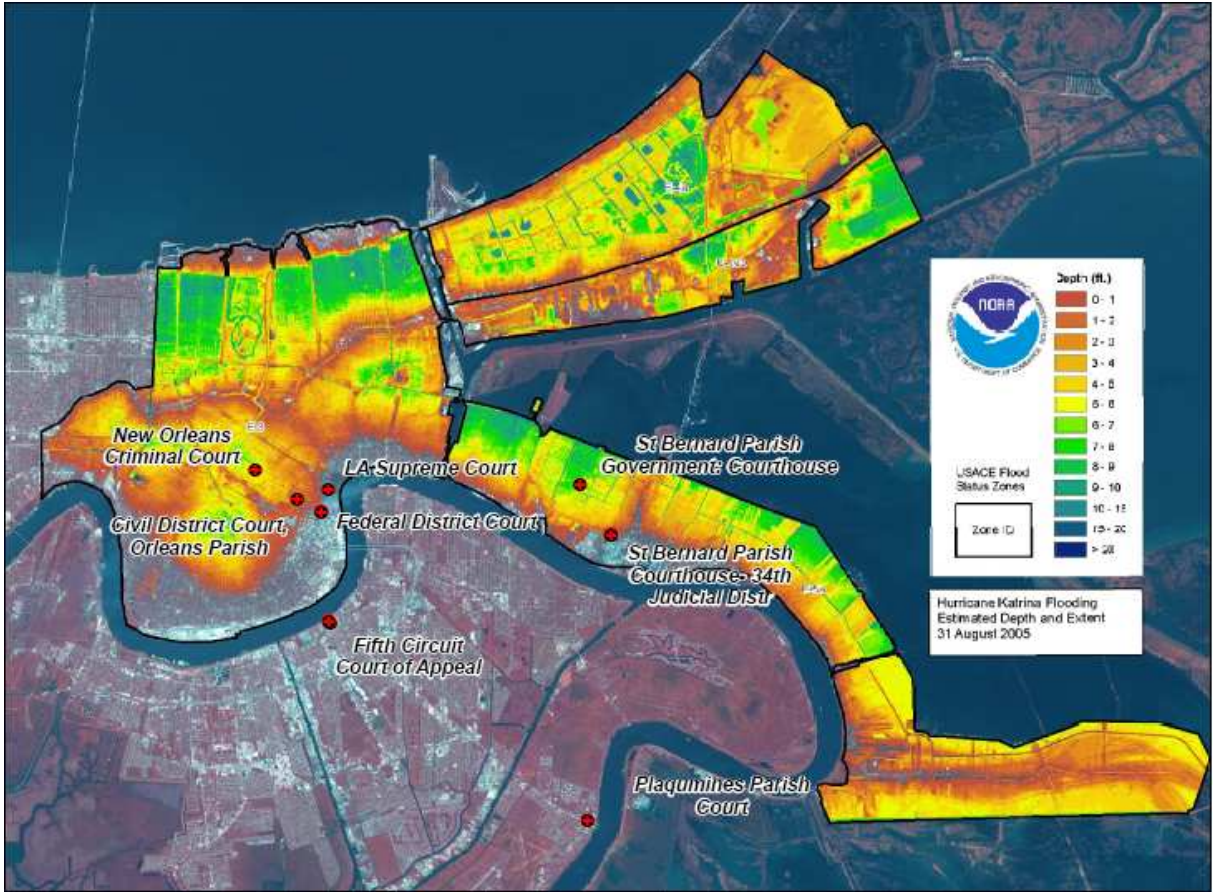 New Orleans
Criminal Court
LA Supreme Court
Civil District Court,
Orleans Parish
Federal District Court
St Bernard Parish
Government: Courthouse
St Bernard Parish
Courthouse- 34th
Judicial Distr
Fifth Circuit
Court of Appeal
Plaqumines Parish
Court
NOAA
Depth (ft.)
0 - 1
1 - 2
2 - 3
3 - 4
4 - 5
5 - 6
6 - 7
7 - 8
8 - 9
9 - 10
10 - 15
15 - 20
> 20
USACE Flood
Status Zones
Zone ID
Hurricane Katrina Flooding
Estimated Depth and Extent
31 August 2005